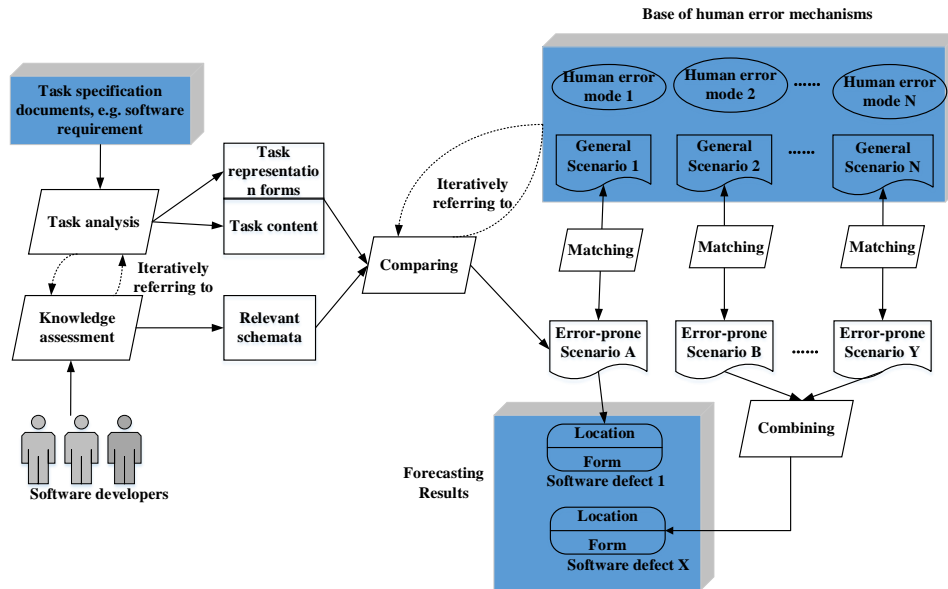 Base of human error mechanisms
Task specification
documents, e.g. software
requirement
Human error
mode 1
Human error
mode 2
......
Human error
mode N
General
Scenario 1
General
Scenario 2
......
General
Scenario N
Task
representatio
n forms
Task content
Task analysis
Iteratively
referring to
Iteratively
referring to
Comparing
Matching
Matching
Matching
Knowledge
assessment
Relevant
schemata
Error-prone
Scenario A
Error-prone
Scenario B
......
Error-prone
Scenario Y
Combining
Software developers
Forecasting
Results
Location
Form
Software defect 1
Location
Form
Software defect X